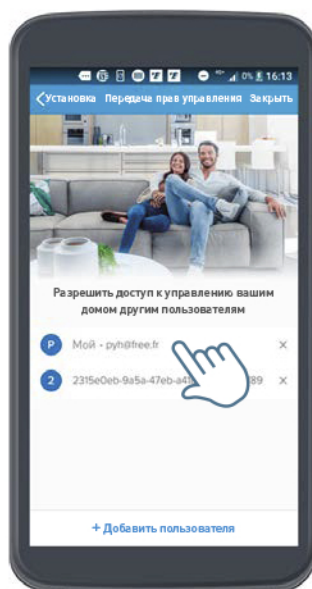 0% 16:13
Установка Передача прав управления Закрыть
Разрешить доступ к управлению вашим
домом другим пользователям
P Мой - pyh@free.fr ×
2 2315e0eb-9a5a-47eb-a4 89 ×
+ Добавить пользователя